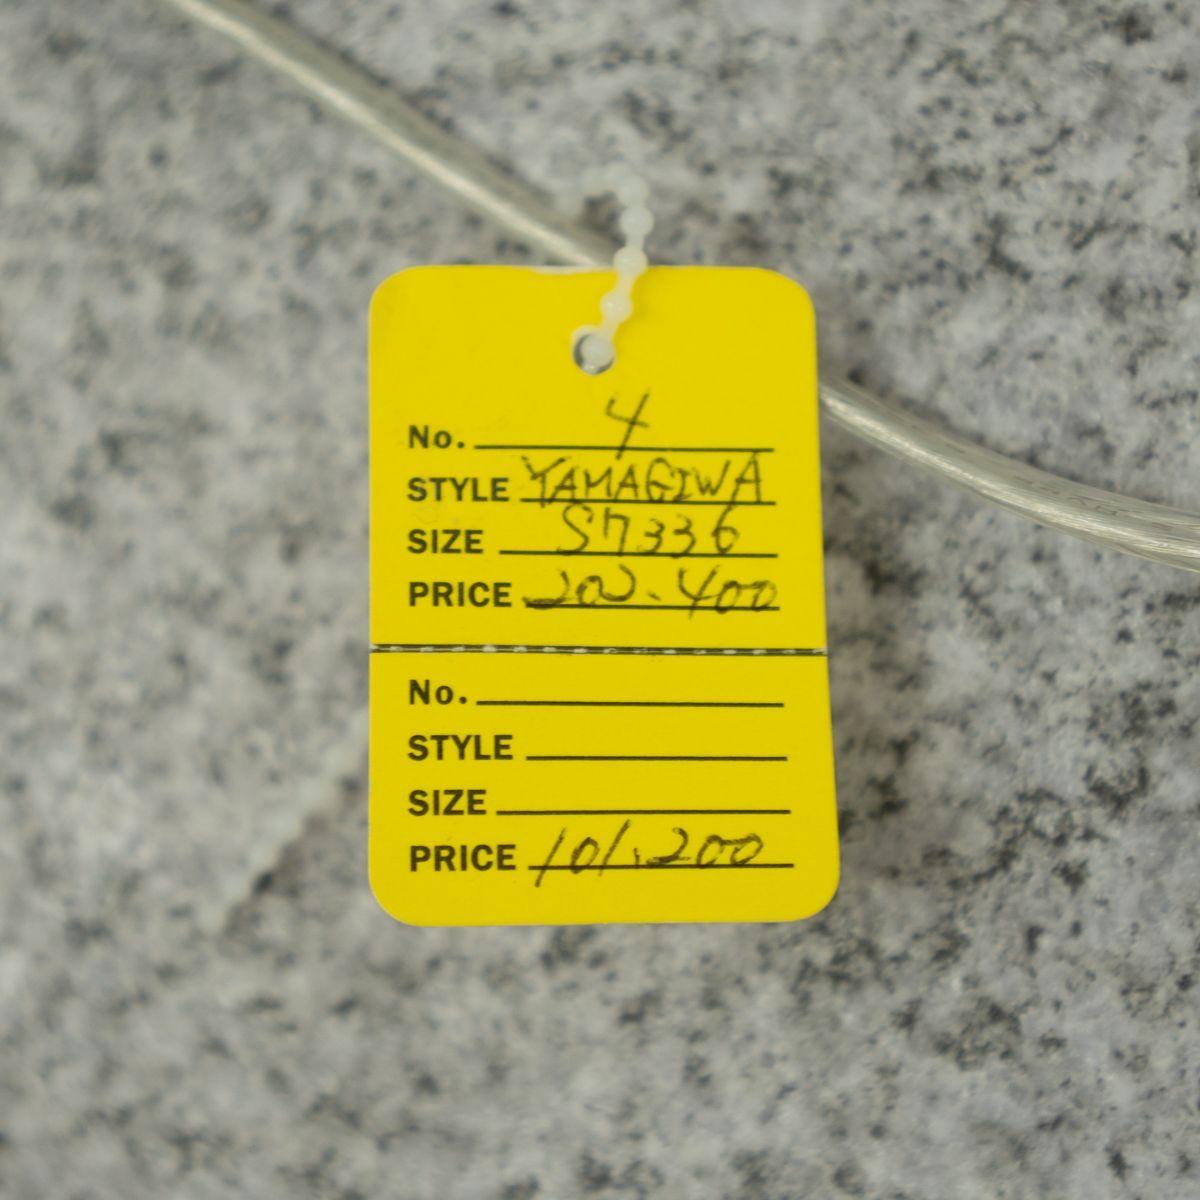 No. 4
STYLE YAMAGIWA
SIZE S7336
PRICE 202.400
No.
STYLE
SIZE
PRICE 101.200